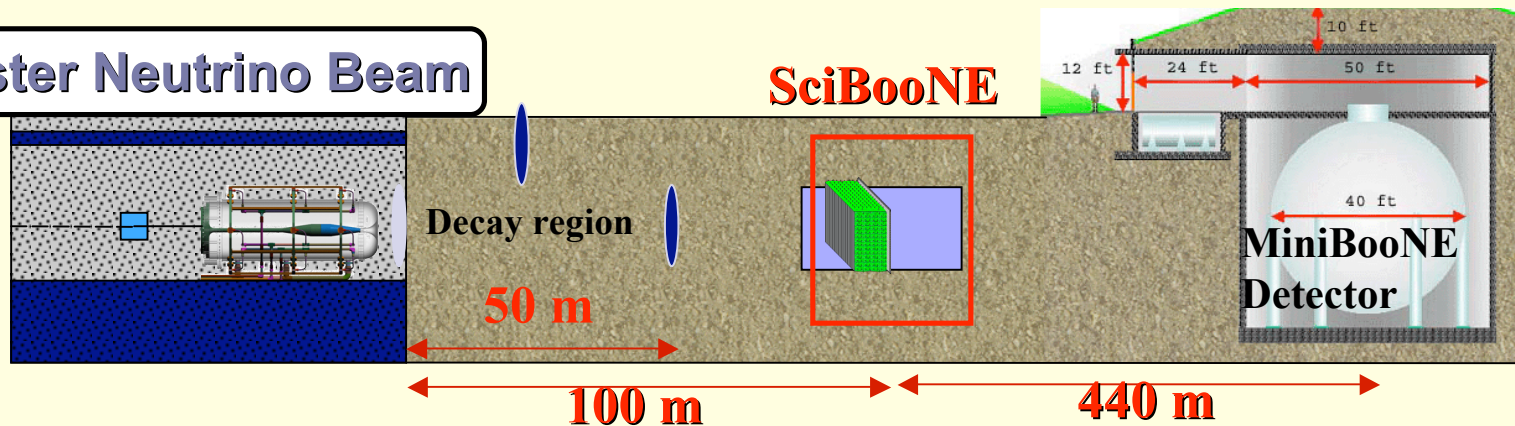 Neutrino Beam
SciBooNE
10 ft
12 ft
24 ft
50 ft
40 ft
Decay region
MiniBooNE
Detector
50 m
100 m
440 m